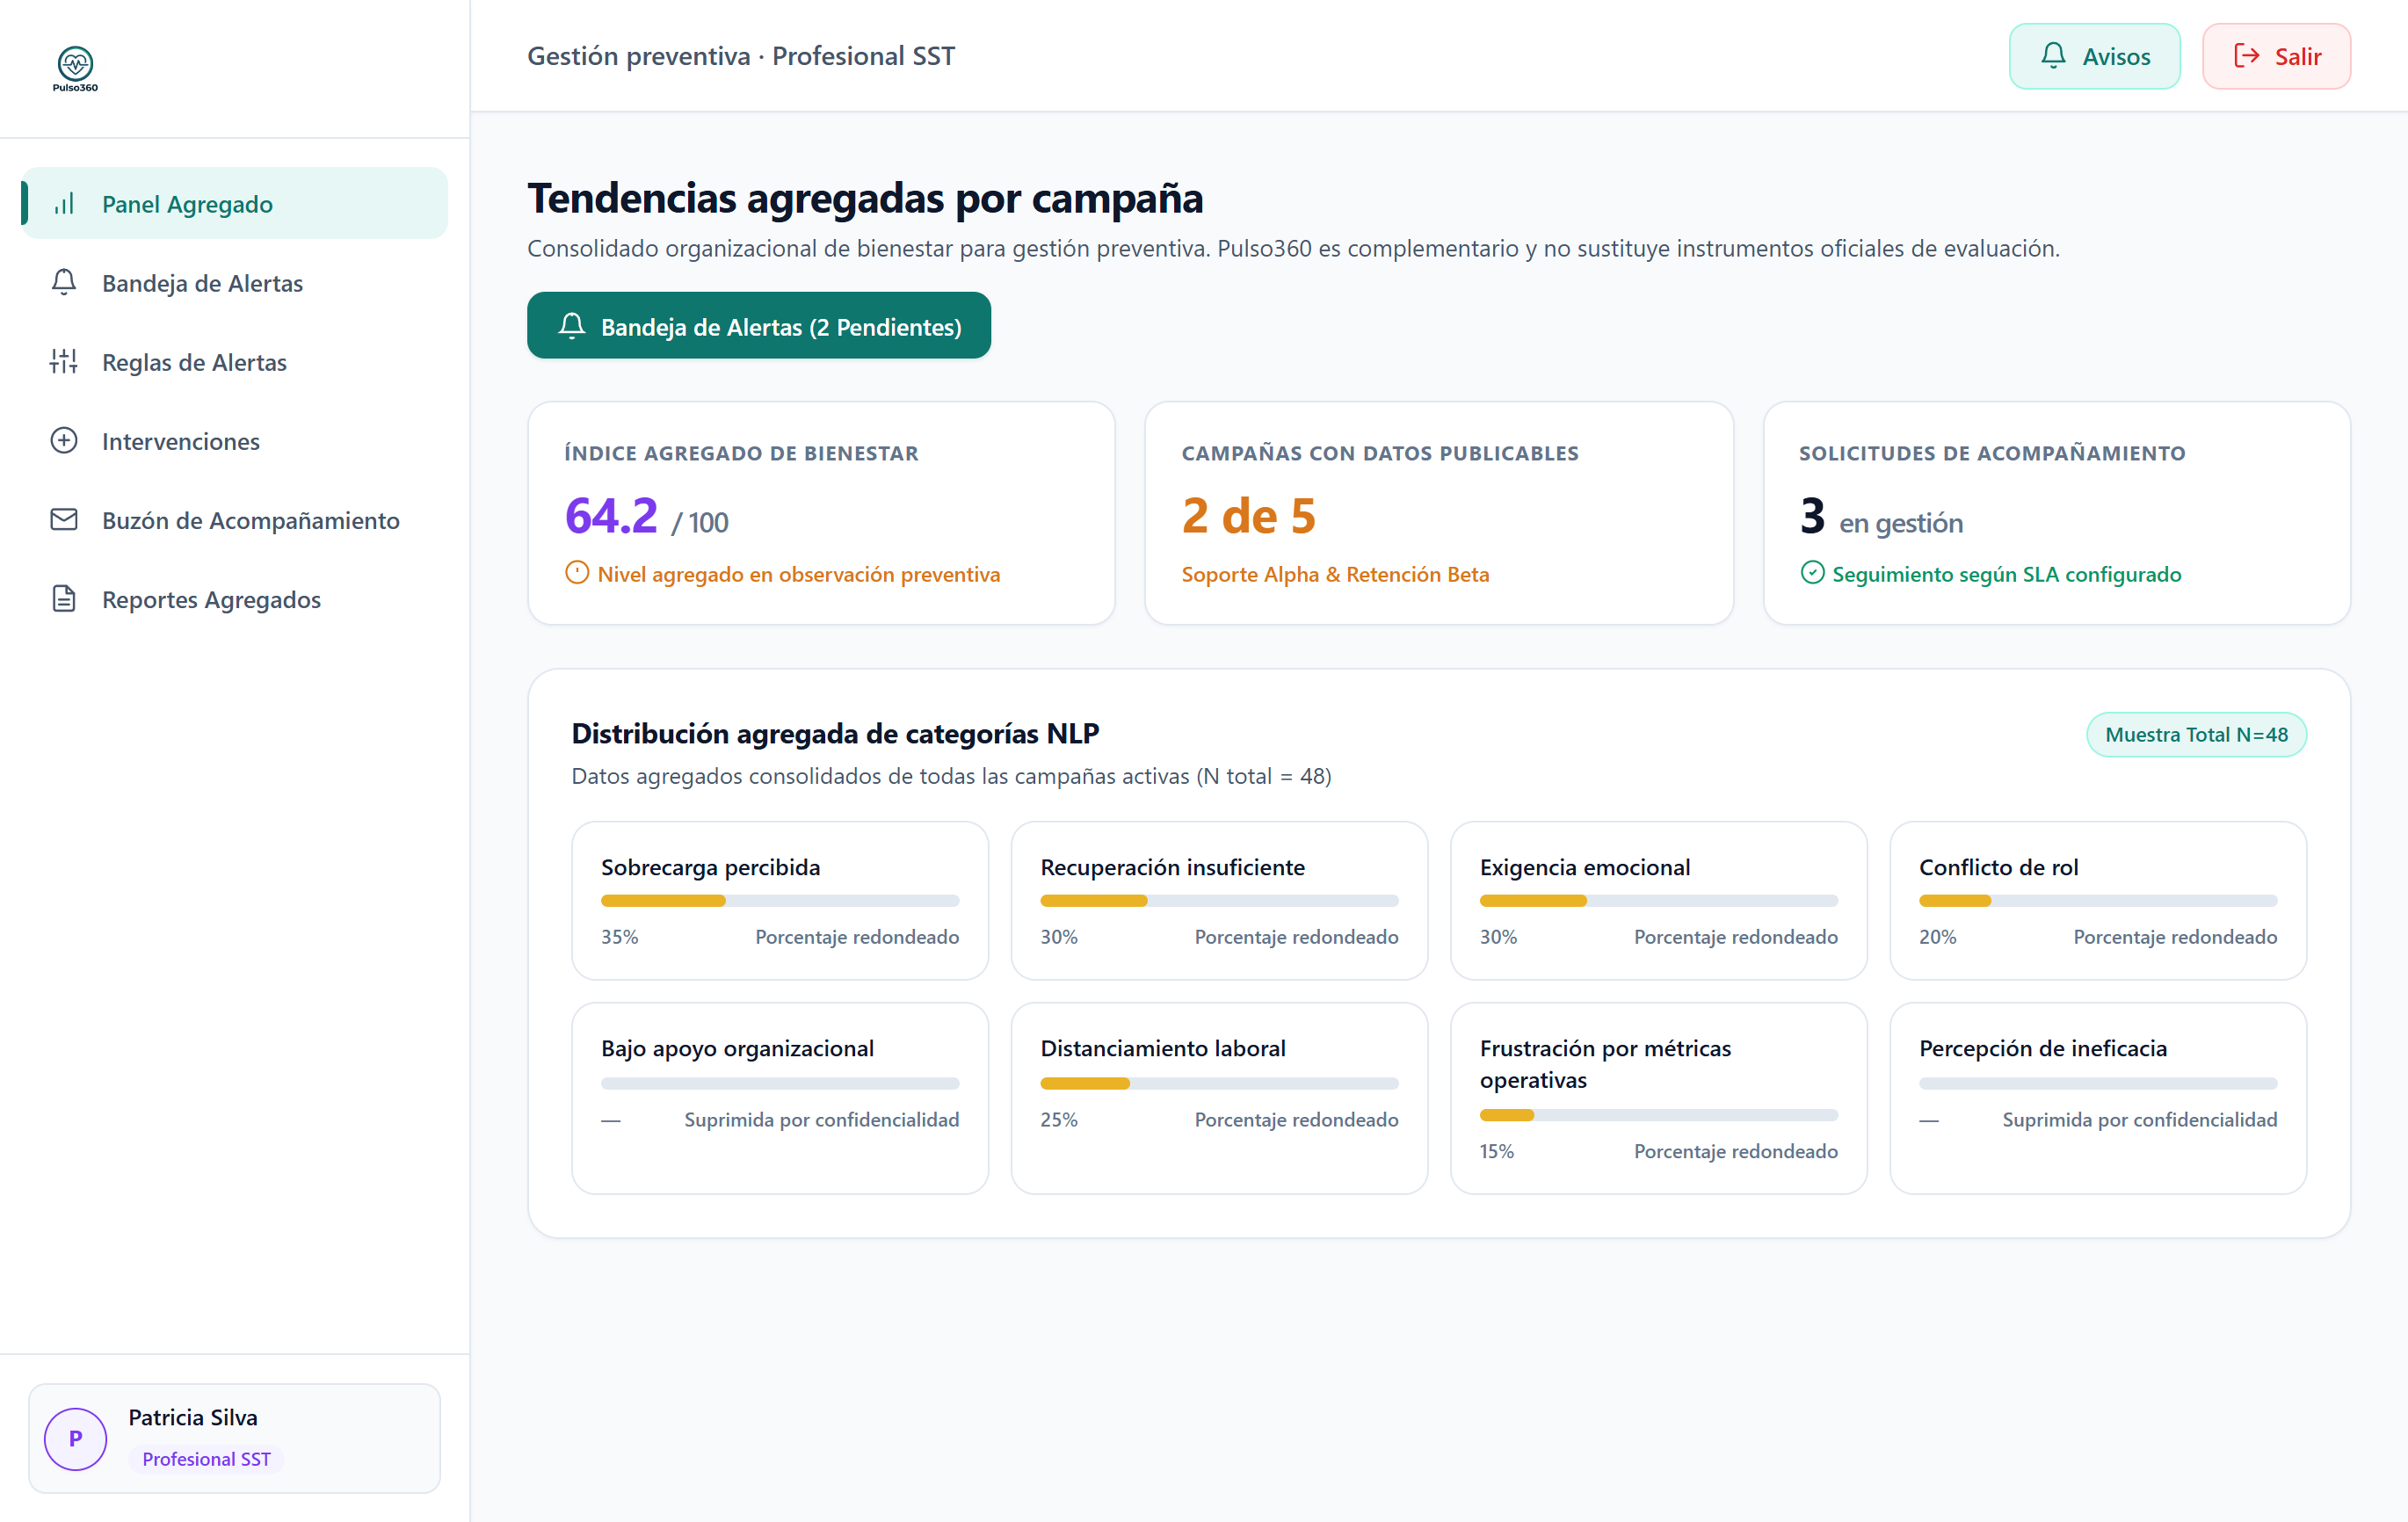 Pulso360
Gestión preventiva · Profesional SST
Avisos
Salir
Panel Agregado
Bandeja de Alertas
Reglas de Alertas
Intervenciones
Buzón de Acompañamiento
Reportes Agregados
Tendencias agregadas por campaña
Consolidado organizacional de bienestar para gestión preventiva. Pulso360 es complementario y no sustituye instrumentos oficiales de evaluación.
Bandeja de Alertas (2 Pendientes)
ÍNDICE AGREGADO DE BIENESTAR
64.2 / 100
Nivel agregado en observación preventiva
CAMPAÑAS CON DATOS PUBLICABLES
2 de 5
Soporte Alpha & Retención Beta
SOLICITUDES DE ACOMPAÑAMIENTO
3 en gestión
Seguimiento según SLA configurado
Distribución agregada de categorías NLP
Muestra Total N=48
Datos agregados consolidados de todas las campañas activas (N total = 48)
Sobrecarga percibida
35% Porcentaje redondeado
Recuperación insuficiente
30% Porcentaje redondeado
Exigencia emocional
30% Porcentaje redondeado
Conflicto de rol
20% Porcentaje redondeado
Bajo apoyo organizacional
— Suprimida por confidencialidad
Distanciamiento laboral
25% Porcentaje redondeado
Frustración por métricas
operativas
15% Porcentaje redondeado
Percepción de ineficacia
— Suprimida por confidencialidad
P
Patricia Silva
Profesional SST